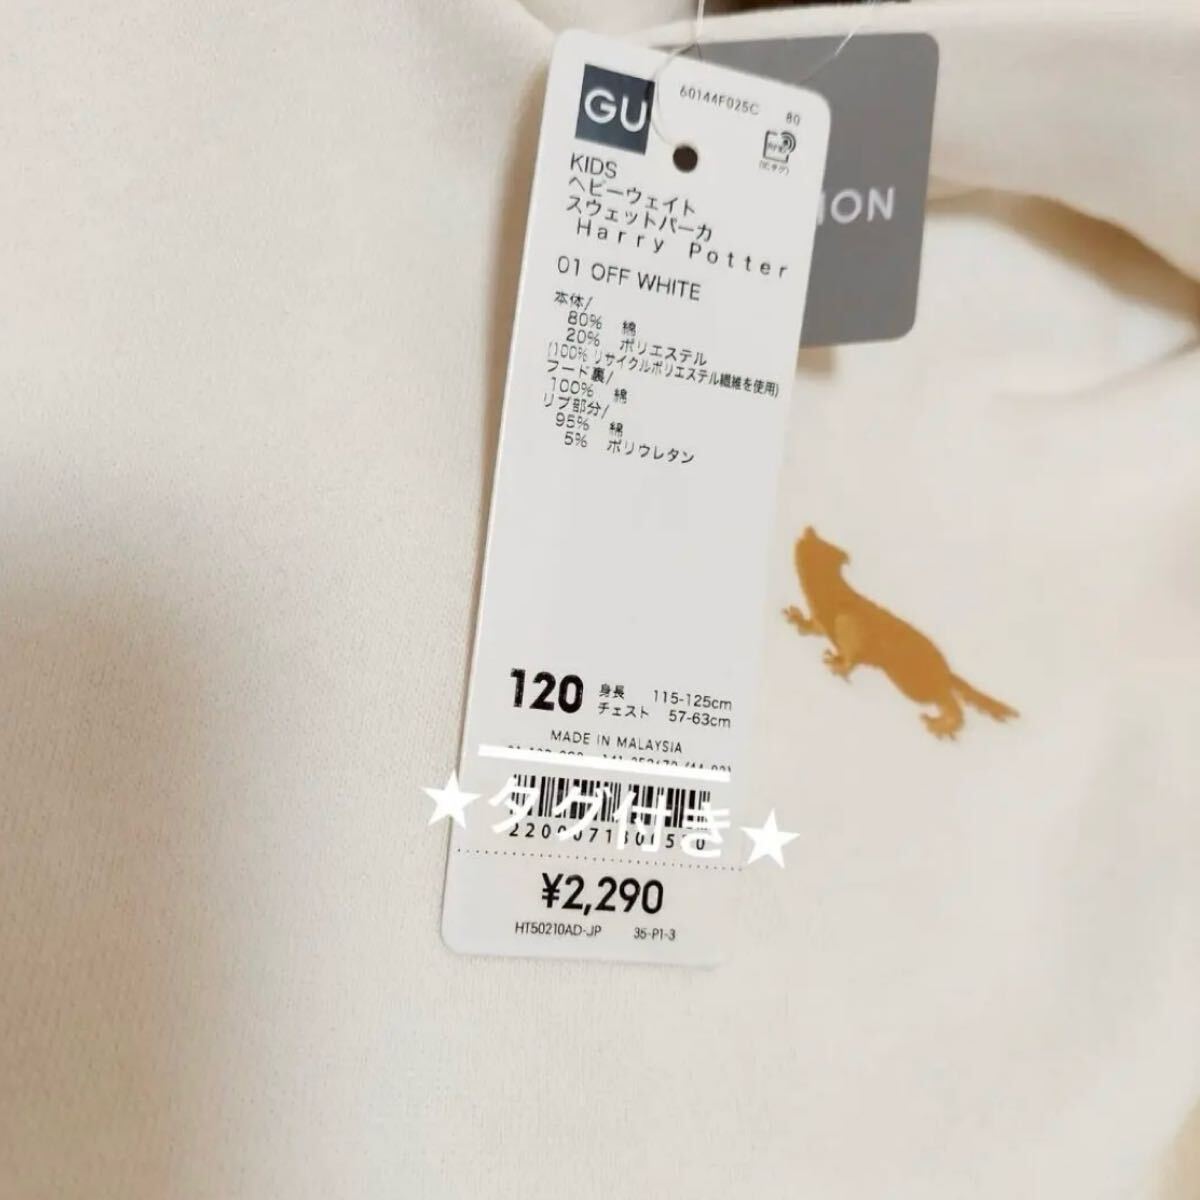 GU
60144F025C 80
KIDS
ヘビーウェイト
スウェットパーカ
Harry Potter
ION
01 OFF WHITE
本体/
80% 綿
20% ポリエステル
(100%リサイクルポリエステル繊維を使用)
フード裏/
100% 綿
リブ部分/
95% 綿
5% ポリウレタン
120 身長 115-125cm
チェスト 57-63cm
MADE IN MALAYSIA
★タグ付き★
¥2,290
HT50210AD-JP 35-P1-3